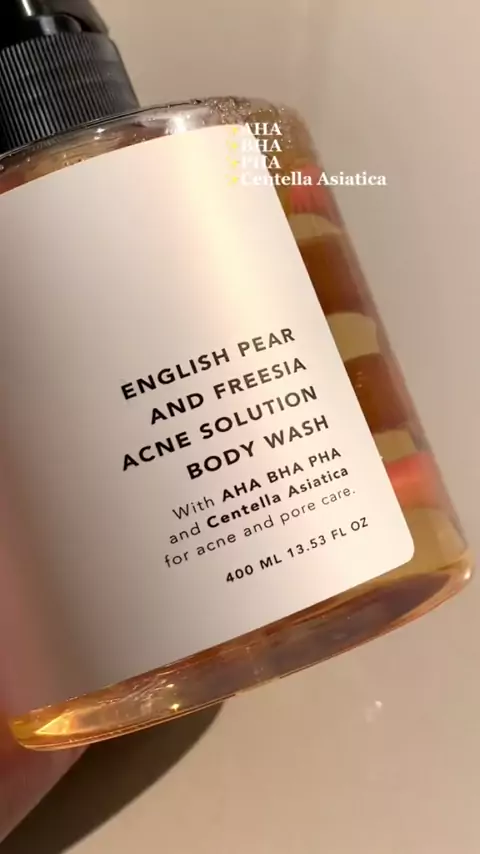 AHA
BHA
PHA
Centella Asiatica
ENGLISH PEAR
AND FREESIA
ACNE SOLUTION
BODY WASH
With AHA BHA PHA
and Centella Asiatica
for acne and pore care.
400 ML 13.53 FL OZ